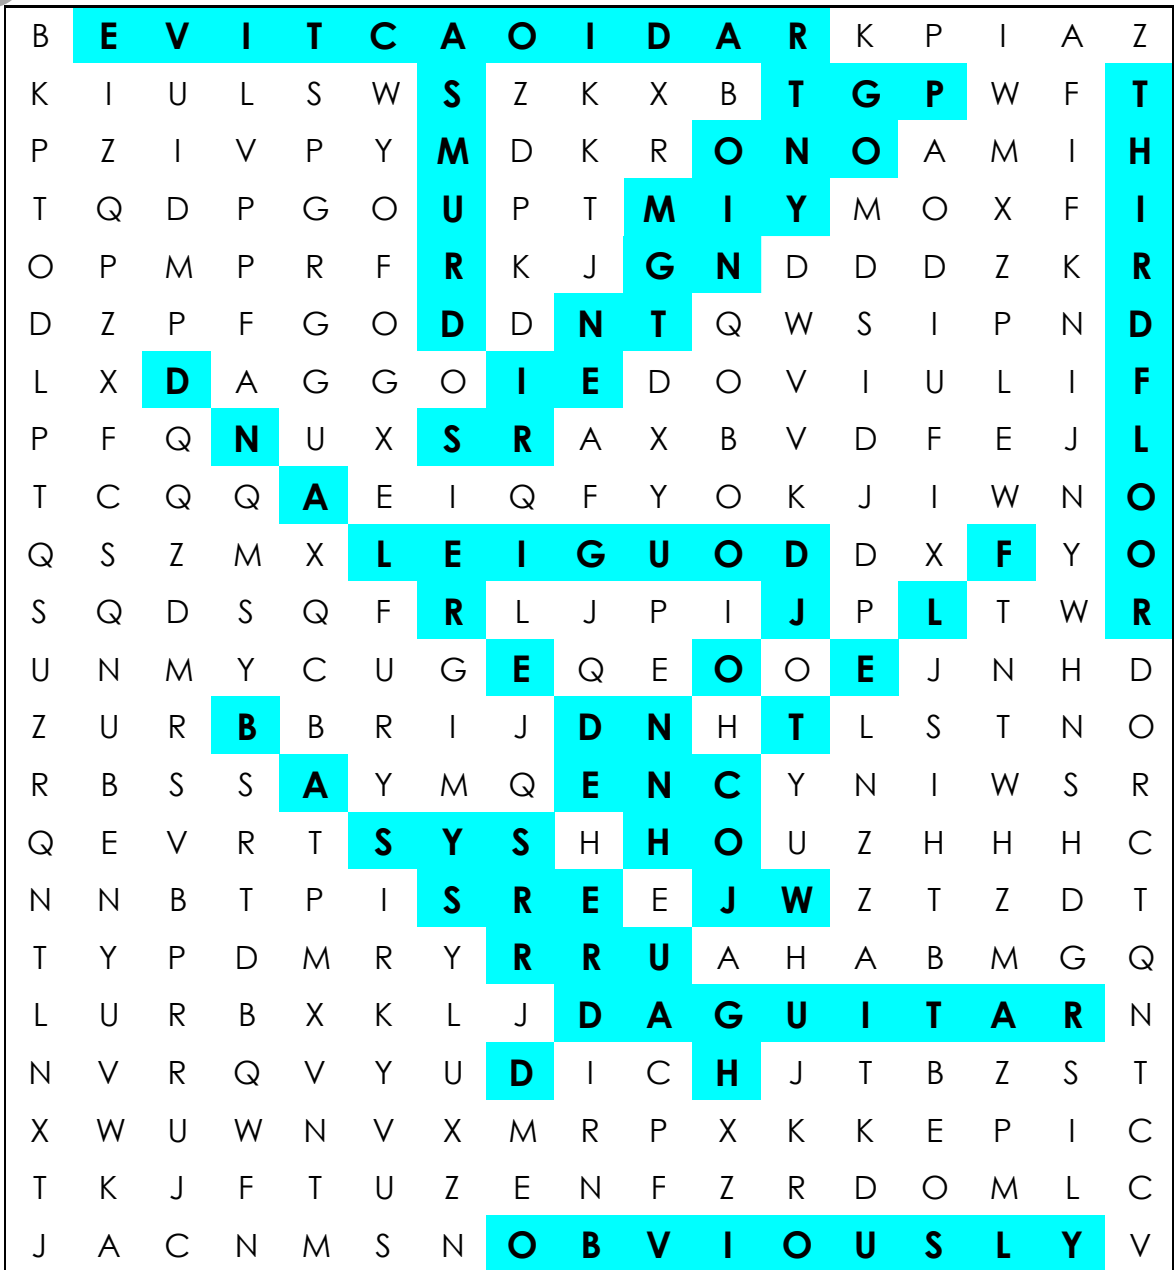 B E V I T C A O I D A R K P I A Z
K I U L S W S Z K X B T G P W F T
P Z I V P Y M D K R O N O A M I H
T Q D P G O U P T M I Y M O X F I
O P M P R F R K J G N D D D Z K R
D Z P F G O D D N T Q W S I P N D
L X D A G G O I E D O V I U L I F
P F Q N U X S R A X B V D F E J L
T C Q Q A E I Q F Y O K J I W N O
Q S Z M X L E I G U O D D X F Y O
S Q D S Q F R L J P I J P L T W R
U N M Y C U G E Q E O O E J N H D
Z U R B B R I J D N H T L S T N O
R B S S A Y M Q E N C Y N I W S R
Q E V R T S Y S H H O U Z H H H C
N N B T P I S R E E J W Z T Z D T
T Y P D M R Y R R U A H A B M G Q
L U R B X K L J D A G U I T A R N
N V R Q V Y U D I C H J T B Z S T
X W U W N V X M R P X K K E P I C
T K J F T U Z E N F Z R D O M L C
J A C N M S N O B V I O U S L Y V